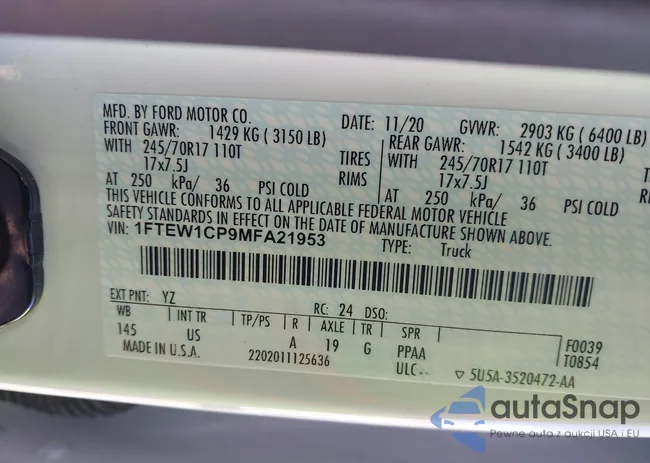 MFD. BY FORD MOTOR CO.
DATE: 11/20 GVWR: 2903 KG (6400 LB)
FRONT GAWR: 1429 KG (3150 LB) REAR GAWR: 1542 KG (3400 LB)
WITH 245/70R17 110T TIRES WITH 245/70R17 110T
17x7.5J RIMS 17x7.5J
AT 250 kPa/ 36 PSI COLD AT 250 kPa/ 36 PSI COLD
THIS VEHICLE CONFORMS TO ALL APPLICABLE FEDERAL MOTOR VEHICLE
SAFETY STANDARDS IN EFFECT ON THE DATE OF MANUFACTURE SHOWN ABOVE.
VIN: 1FTEW1CP9MFA21953 TYPE: Truck
EXT PNT: YZ RC: 24 DSO:
WB INT TR TP/PS R AXLE TR SPR F0039
145 US A 19 G PPAA T0854
MADE IN U.S.A. 2202011125636 ULC
▽ 5U5A-3520472-AA
autaSnap
Pewne auta z aukcji USA i EU